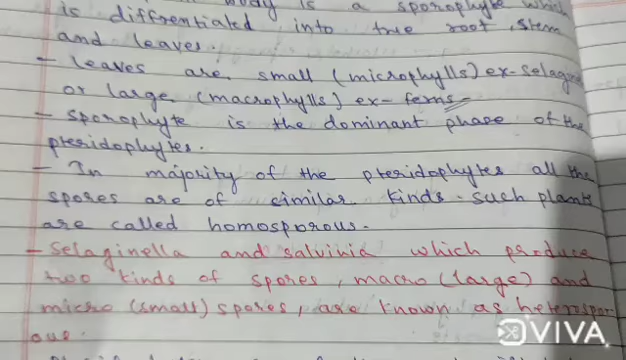 body is a sporophyte which
is differentiated into true root, stem
and leaves.
- Leaves are small (microphylls) ex-selagine
or large (macrophylls) ex- ferns
- Sporophyte is the dominant phase of the
pteridophytes.
- In majority of the pteridophytes all the
spores are of cimilar kinds. such plants
are called homosporous.
- Selaginella and salvinia which produce
two kinds of spores, macro (large) and
micro (small) spores, are known as heterospor
ous.
VIVA